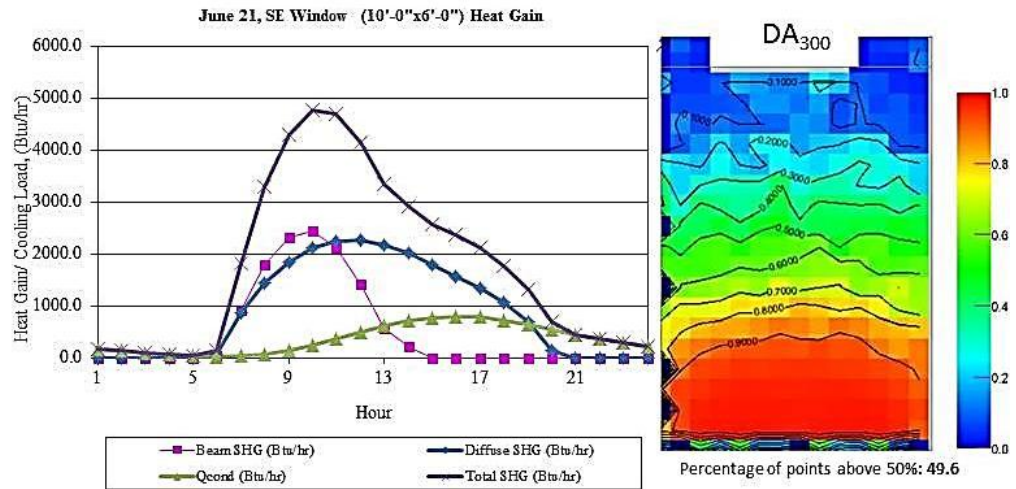 June 21, SE Window (10'-0"x6'-0") Heat Gain
6000.0
5000.0
4000.0
3000.0
2000.0
1000.0
0.0
Heat Gain/ Cooling Load, (Btu/hr)
1 5 9 13 17 21
Hour
Beam SHG (Btu/hr) Diffuse SHG (Btu/hr)
Qcond (Btu/hr) Total SHG (Btu/hr)
DA300
0.1000
0.1000
0.2000
0.3000
0.4000
0.5000
0.6000
0.7000
0.8000
0.9000
1.0
0.8
0.6
0.4
0.2
0.0
Percentage of points above 50%: 49.6